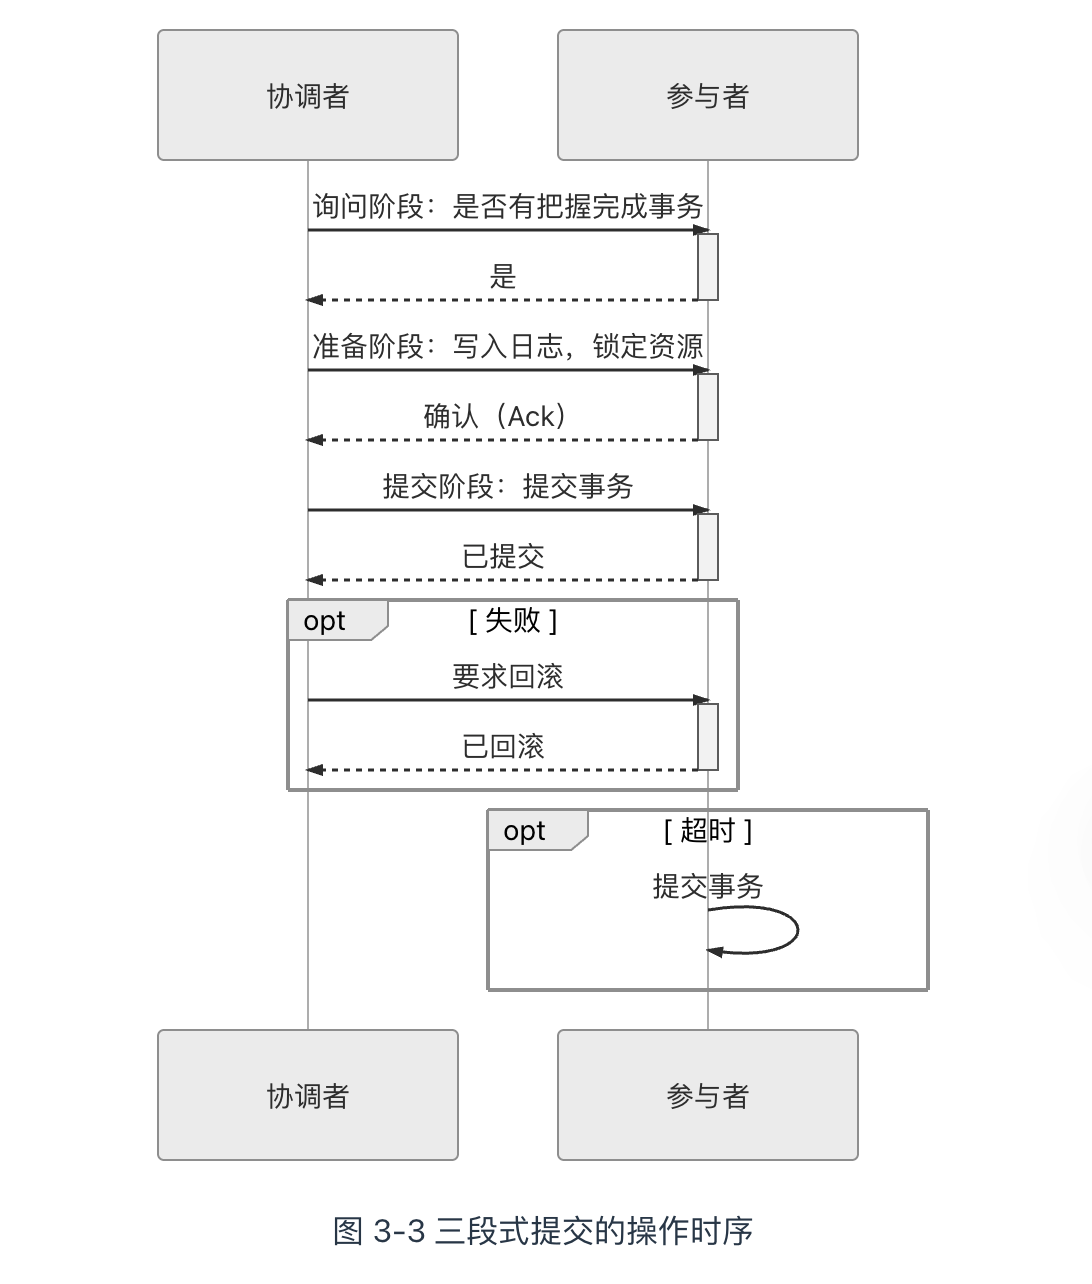 协调者
参与者
询问阶段：是否有把握完成事务
是
准备阶段：写入日志，锁定资源
确认（Ack）
提交阶段：提交事务
已提交
opt
[ 失败 ]
要求回滚
已回滚
opt
[ 超时 ]
提交事务
协调者
参与者
图 3-3 三段式提交的操作时序